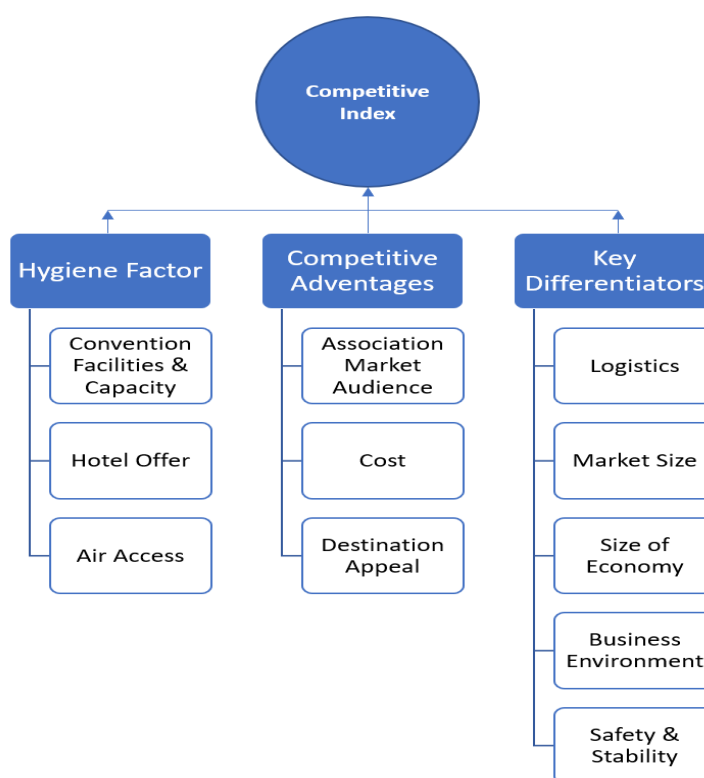 Competitive
Index
Hygiene Factor
Convention
Facilities &
Capacity
Hotel Offer
Air Access
Competitive
Adventages
Association
Market
Audience
Cost
Destination
Appeal
Key
Differentiators
Logistics
Market Size
Size of
Economy
Business
Environment
Safety &
Stability